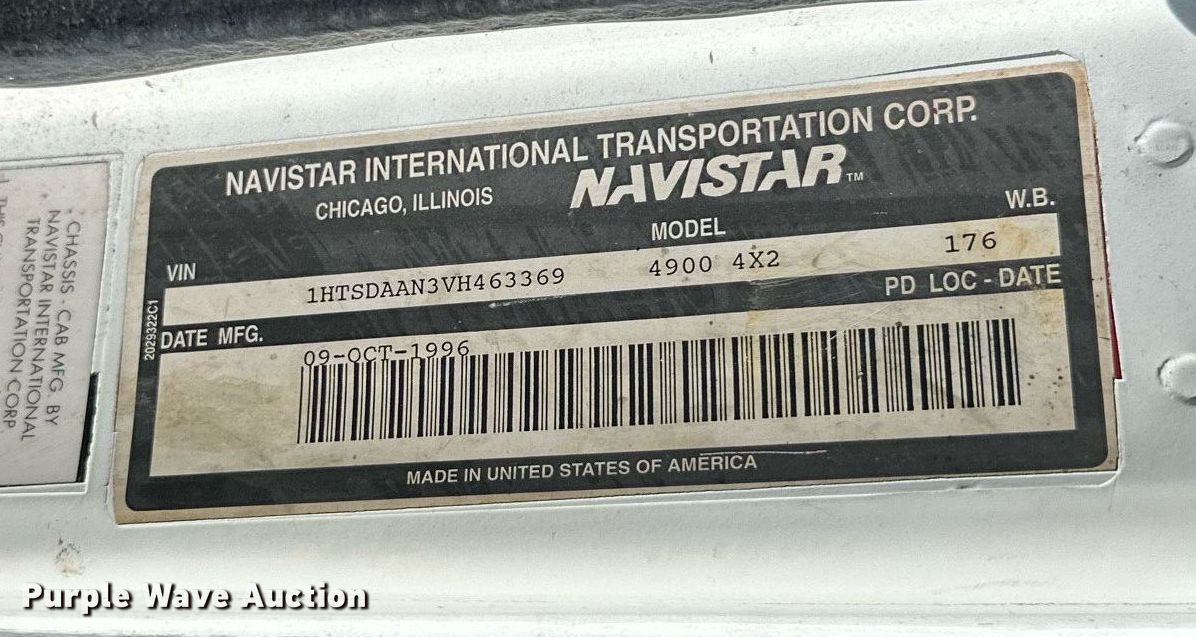 NAVISTAR INTERNATIONAL TRANSPORTATION CORP.
CHICAGO, ILLINOIS
NAVISTAR™
VIN
MODEL
W.B.
1HTSDAAN3VH463369
4900 4X2
176
DATE MFG.
PD LOC - DATE
09-OCT-1996
MADE IN UNITED STATES OF AMERICA
2029322C1
CHASSIS - CAB MFG. BY
NAVISTAR INTERNATIONAL
TRANSPORTATION CORP.
Purple Wave Auction